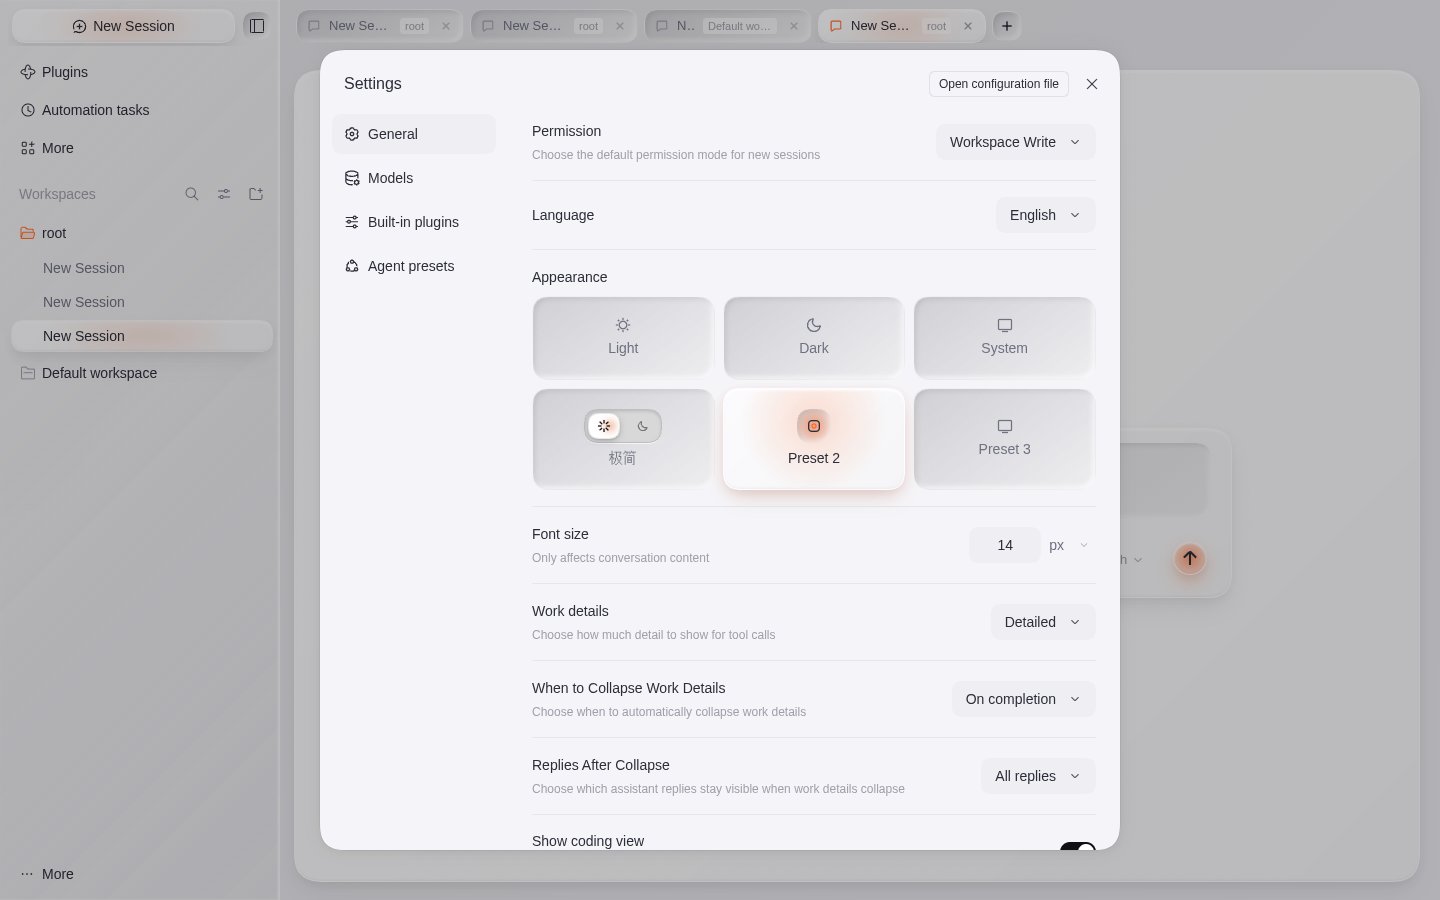 New Session
New Se...
root
New Se...
root
N..
Default wo...
New Se...
root
Plugins
Automation tasks
More
Workspaces
root
New Session
New Session
New Session
Default workspace
More
Settings
Open configuration file
General
Models
Built-in plugins
Agent presets
Permission
Choose the default permission mode for new sessions
Workspace Write
Language
English
Appearance
Light
Dark
System
极简
Preset 2
Preset 3
Font size
Only affects conversation content
14
px
Work details
Choose how much detail to show for tool calls
Detailed
When to Collapse Work Details
Choose when to automatically collapse work details
On completion
Replies After Collapse
Choose which assistant replies stay visible when work details collapse
All replies
Show coding view
h